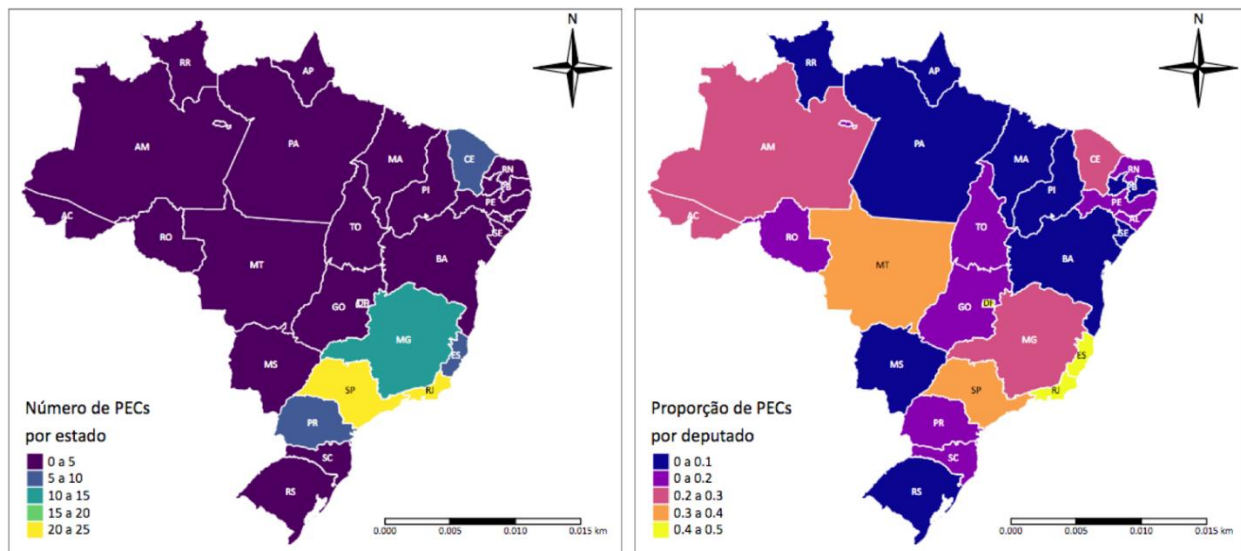 N
RR
AP
AM
PA
MA
CE
RN
PB
PI
PE
AC
AL
SE
RO
TO
BA
MT
GO
DF
MG
MS
ES
SP
RJ
PR
SC
RS
Número de PECs
por estado
0 a 5
5 a 10
10 a 15
15 a 20
20 a 25
0.000 0.005 0.010 0.015 km
N
RR
AP
AM
PA
MA
CE
RN
PB
PI
PE
AC
AL
SE
RO
TO
BA
MT
GO
DF
MG
MS
ES
SP
RJ
PR
SC
RS
Proporção de PECs
por deputado
0 a 0.1
0 a 0.2
0.2 a 0.3
0.3 a 0.4
0.4 a 0.5
0.000 0.005 0.010 0.015 km